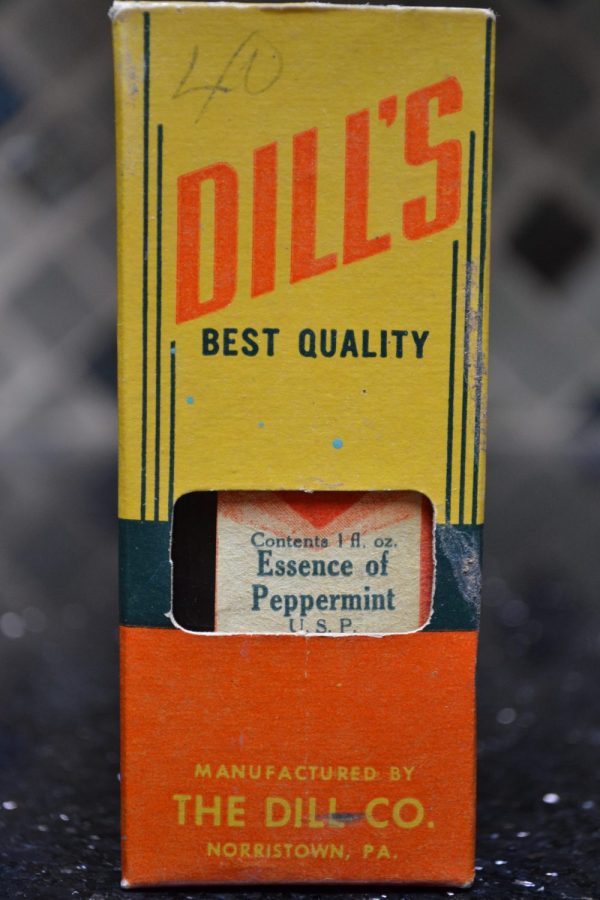 40
DILL'S
BEST QUALITY
Contents 1 fl. oz.
Essence of
Peppermint
U. S. P.
MANUFACTURED BY
THE DILL CO.
NORRISTOWN, PA.